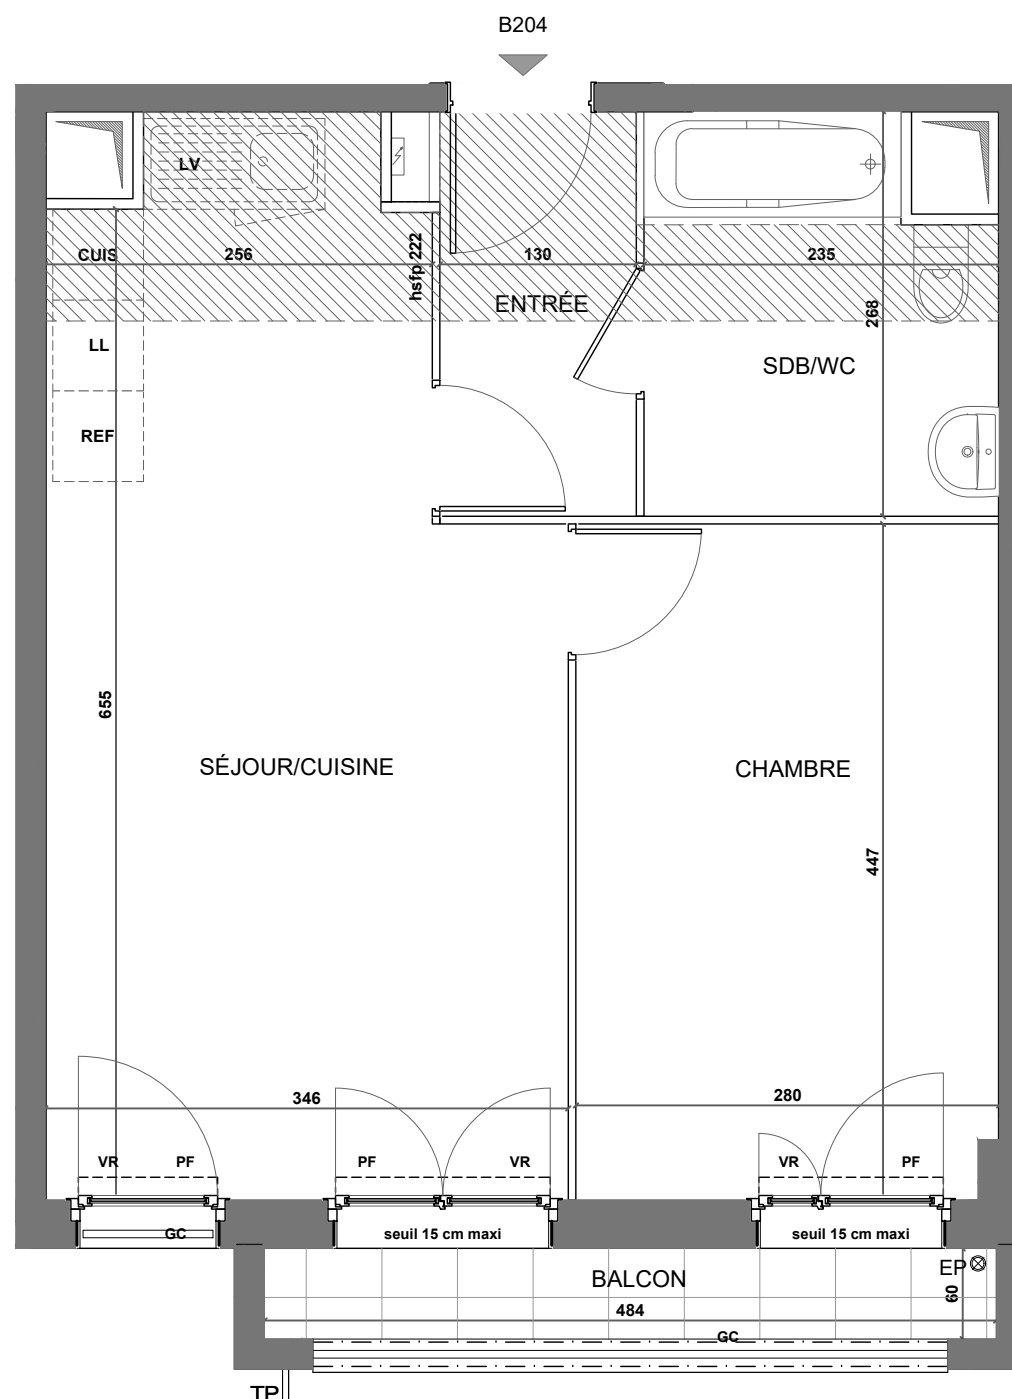 B204
LV
CUIS
256
hsfp 222
130
235
ENTRÉE
268
LL
SDB/WC
REF
655
SÉJOUR/CUISINE
CHAMBRE
447
346
280
VR PF
PF VR
VR PF
GC
seuil 15 cm maxi
seuil 15 cm maxi
BALCON
EP
60
484
GC
TP